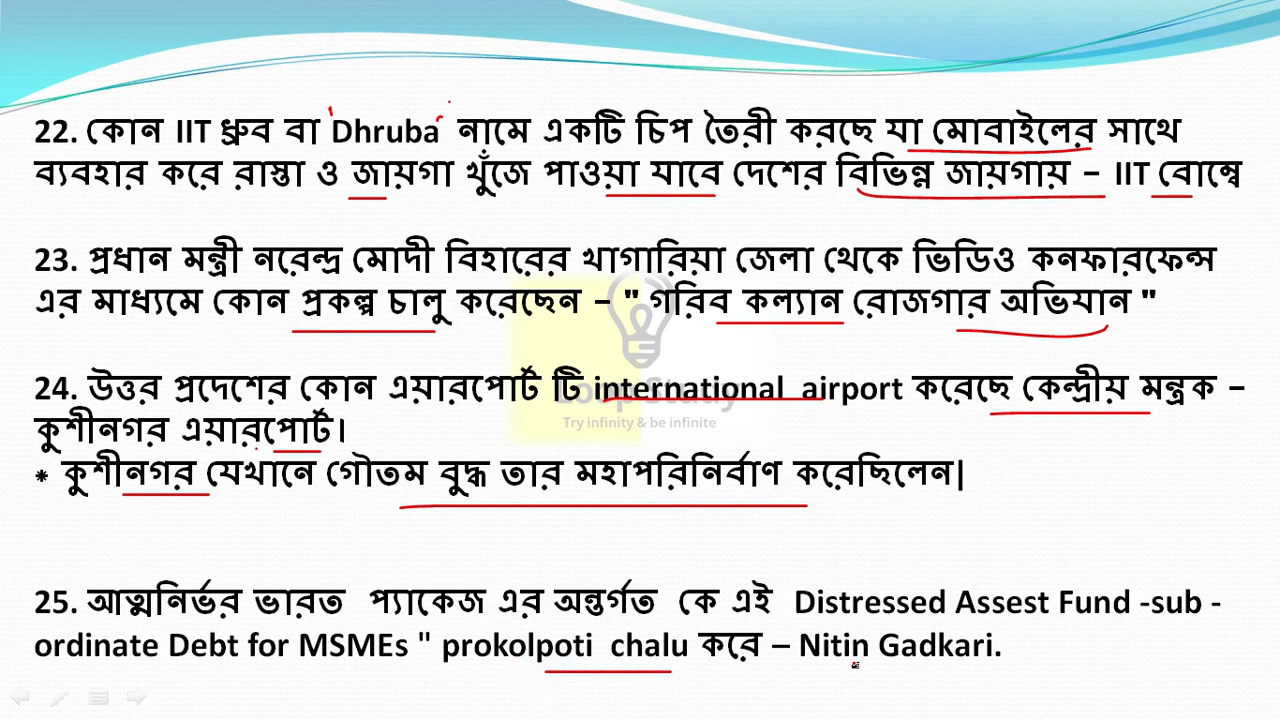 22. কোন IIT ধ্রুব বা Dhruba নামে একটি চিপ তৈরী করছে যা মোবাইলের সাথে
ব্যবহার করে রাস্তা ও জায়গা খুঁজে পাওয়া যাবে দেশের বিভিন্ন জায়গায় – IIT বোম্বে
23. প্রধান মন্ত্রী নরেন্দ্র মোদী বিহারের খাগারিয়া জেলা থেকে ভিডিও কনফারফেন্স
এর মাধ্যমে কোন প্রকল্প চালু করেছেন – " গরিব কল্যান রোজগার অভিযান "
24. উত্তর প্রদেশের কোন এয়ারপোর্ট টি international airport করেছে কেন্দ্রীয় মন্ত্রক –
কুশীনগর এয়ারপোর্ট।
* কুশীনগর যেখানে গৌতম বুদ্ধ তার মহাপরিনির্বাণ করেছিলেন|
25. আত্মনির্ভর ভারত প্যাকেজ এর অন্তর্গত কে এই Distressed Assest Fund -sub -
ordinate Debt for MSMEs " prokolpoti chalu করে – Nitin Gadkari.
Loop Study
Try infinity & be infinite